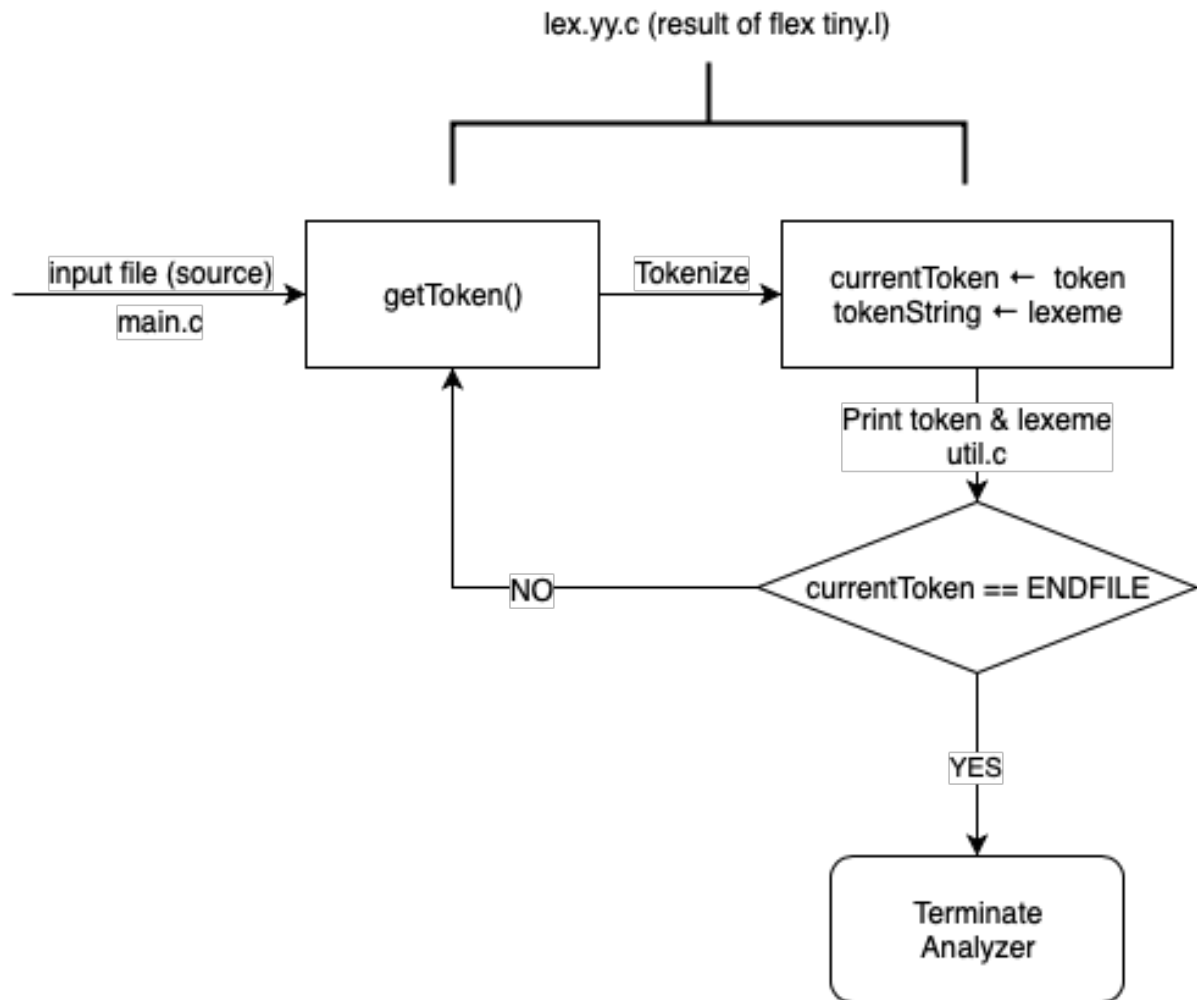 lex.yy.c (result of flex tiny.l)
input file (source)
main.c
getToken()
Tokenize
currentToken ← token
tokenString ← lexeme
Print token & lexeme
util.c
NO
currentToken == ENDFILE
YES
Terminate
Analyzer